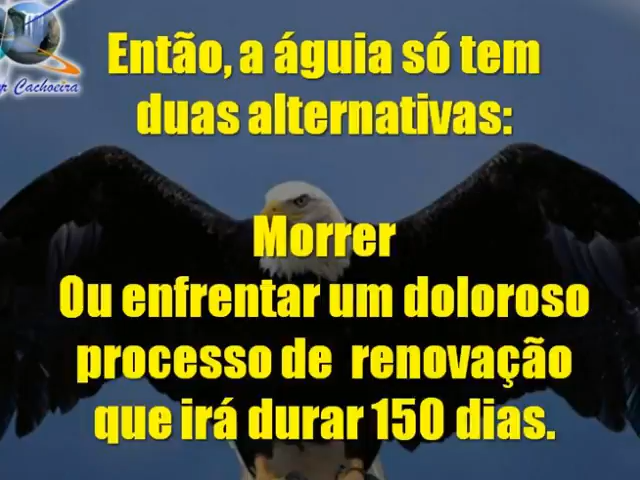 Cachoeira
Então, a águia só tem
duas alternativas:
Morrer
Ou enfrentar um doloroso
processo de renovação
que irá durar 150 dias.